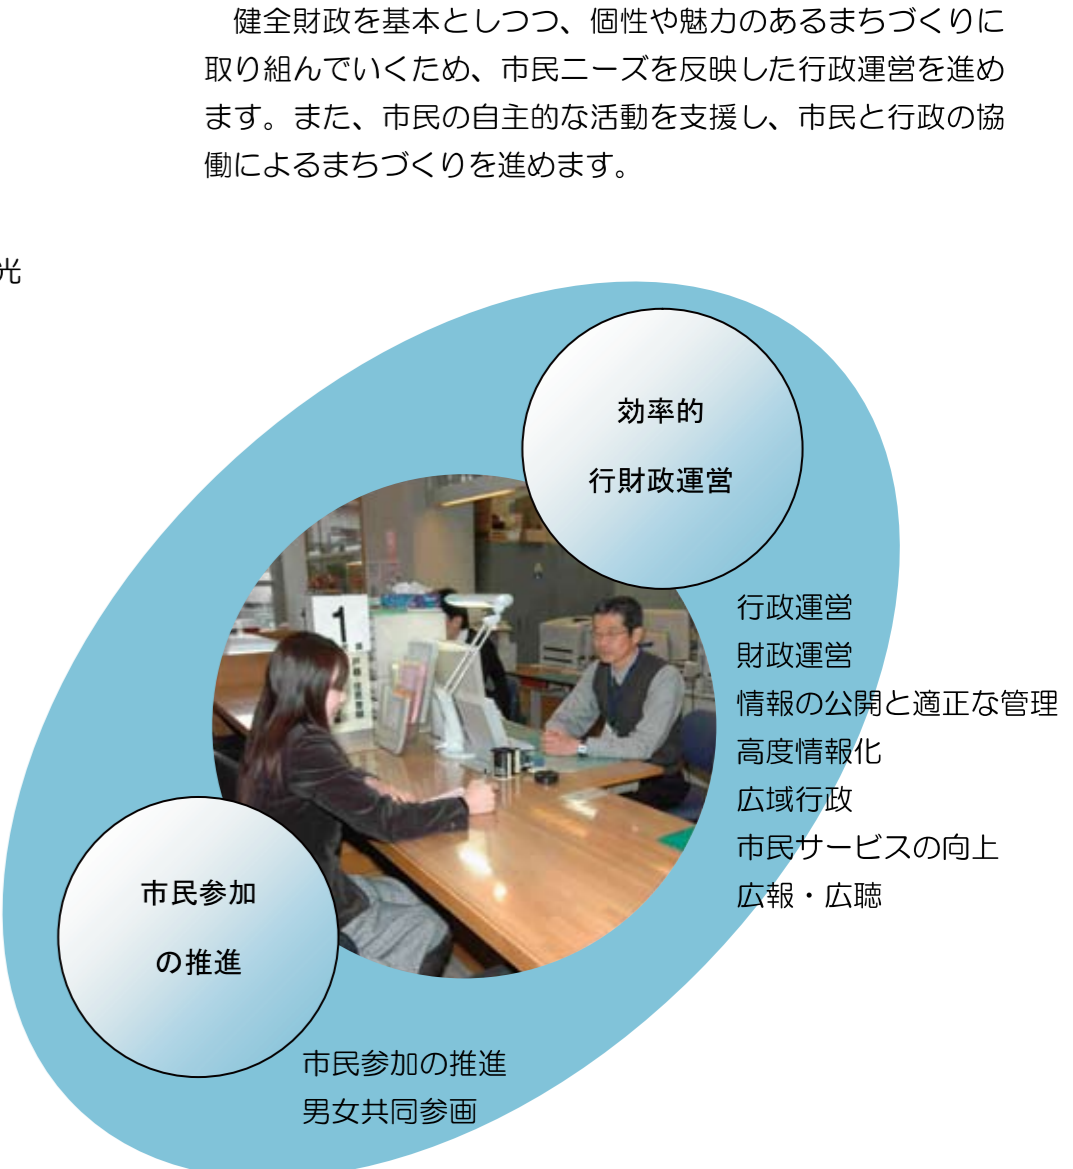 健全財政を基本としつつ、個性や魅力のあるまちづくりに
取り組んでいくため、市民ニーズを反映した行政運営を進め
ます。また、市民の自主的な活動を支援し、市民と行政の協
働によるまちづくりを進めます。
光
効率的
行財政運営
1
行政運営
財政運営
情報の公開と適正な管理
高度情報化
広域行政
市民サービスの向上
広報・広聴
市民参加
の推進
市民参加の推進
男女共同参画